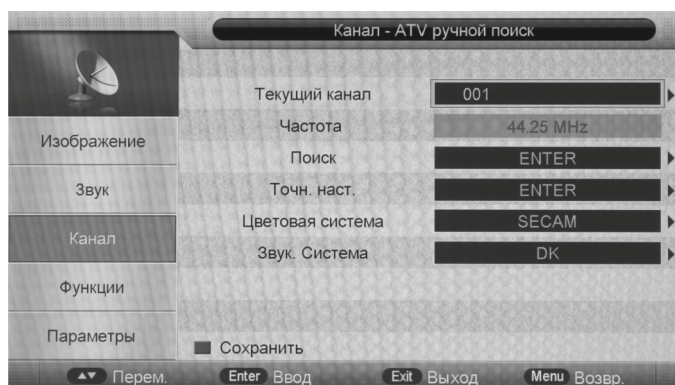 Канал - ATV ручной поиск
Текущий канал 001
Частота 44.25 MHz
Изображение
Поиск ENTER
Звук
Точн. наст. ENTER
Цветовая система SECAM
Канал
Звук. Система DK
Функции
Параметры
Сохранить
Перем. Enter Ввод Exit Выход Menu Возвр.